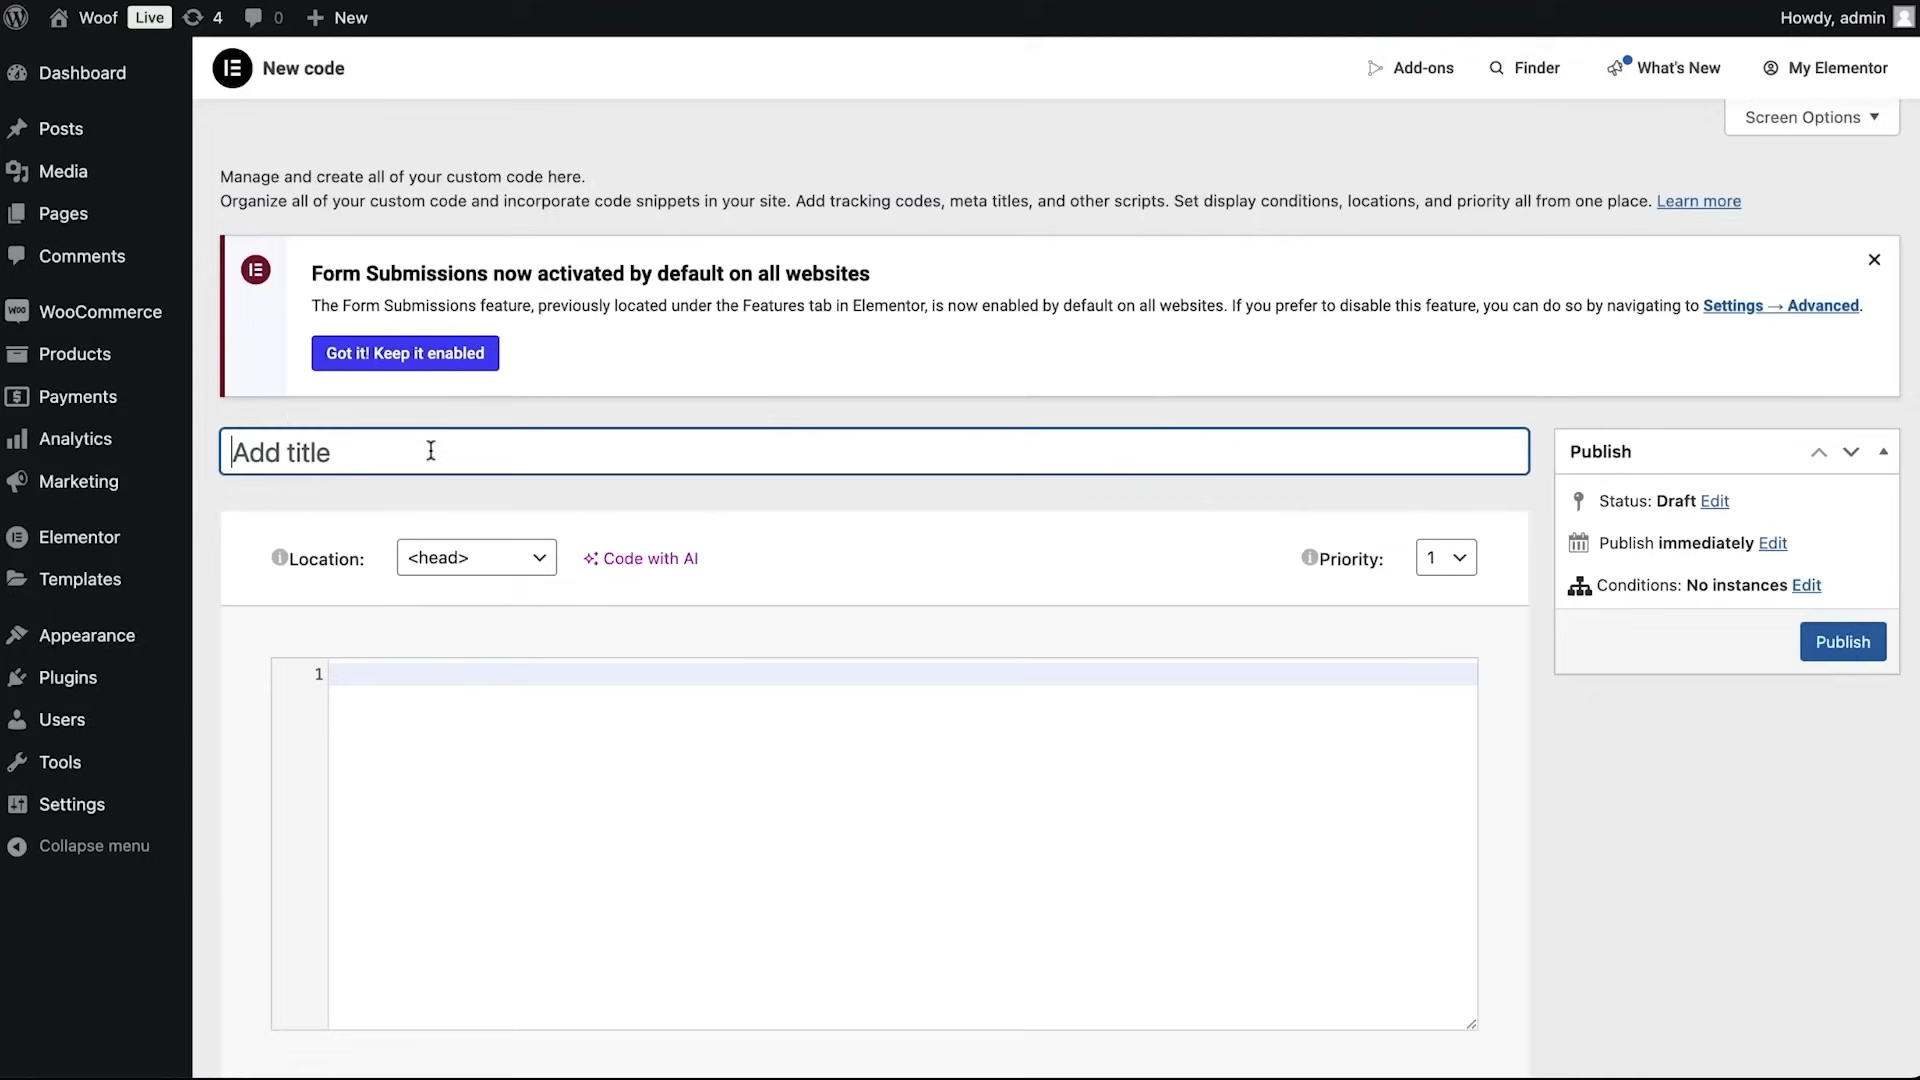 Woof Live 4 0 New
Howdy, admin
New code
Add-ons
Finder
What's New
My Elementor
Screen Options
Dashboard
Posts
Media
Pages
Comments
WooCommerce
Products
Payments
Analytics
Marketing
Elementor
Templates
Appearance
Plugins
Users
Tools
Settings
Collapse menu
Manage and create all of your custom code here.
Organize all of your custom code and incorporate code snippets in your site. Add tracking codes, meta titles, and other scripts. Set display conditions, locations, and priority all from one place. Learn more
Form Submissions now activated by default on all websites
The Form Submissions feature, previously located under the Features tab in Elementor, is now enabled by default on all websites. If you prefer to disable this feature, you can do so by navigating to Settings → Advanced.
Got it! Keep it enabled
Add title
Location: <head> Code with AI
Priority: 1
1
Publish
Status: Draft Edit
Publish immediately Edit
Conditions: No instances Edit
Publish